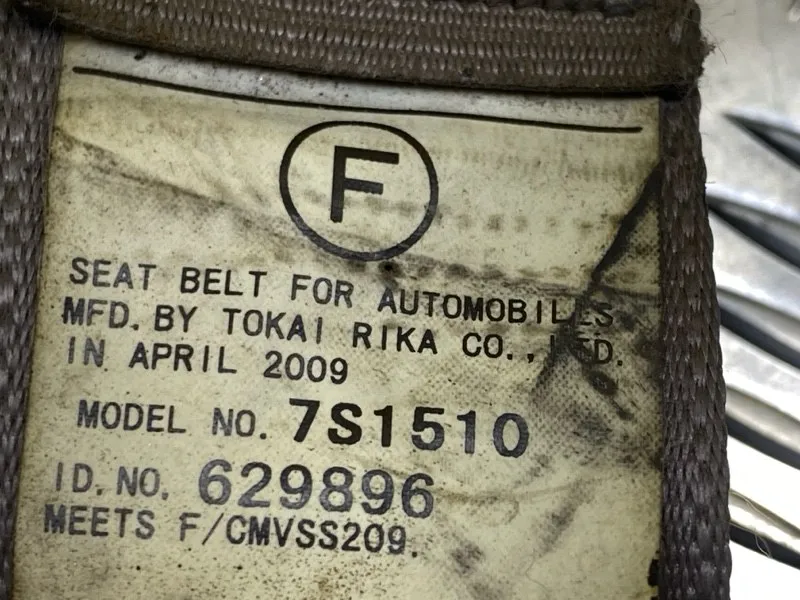 F
SEAT BELT FOR AUTOMOBILES
MFD. BY TOKAI RIKA CO., LTD.
IN APRIL 2009
MODEL NO. 7S1510
ID. NO. 629896
MEETS F/CMVSS209.